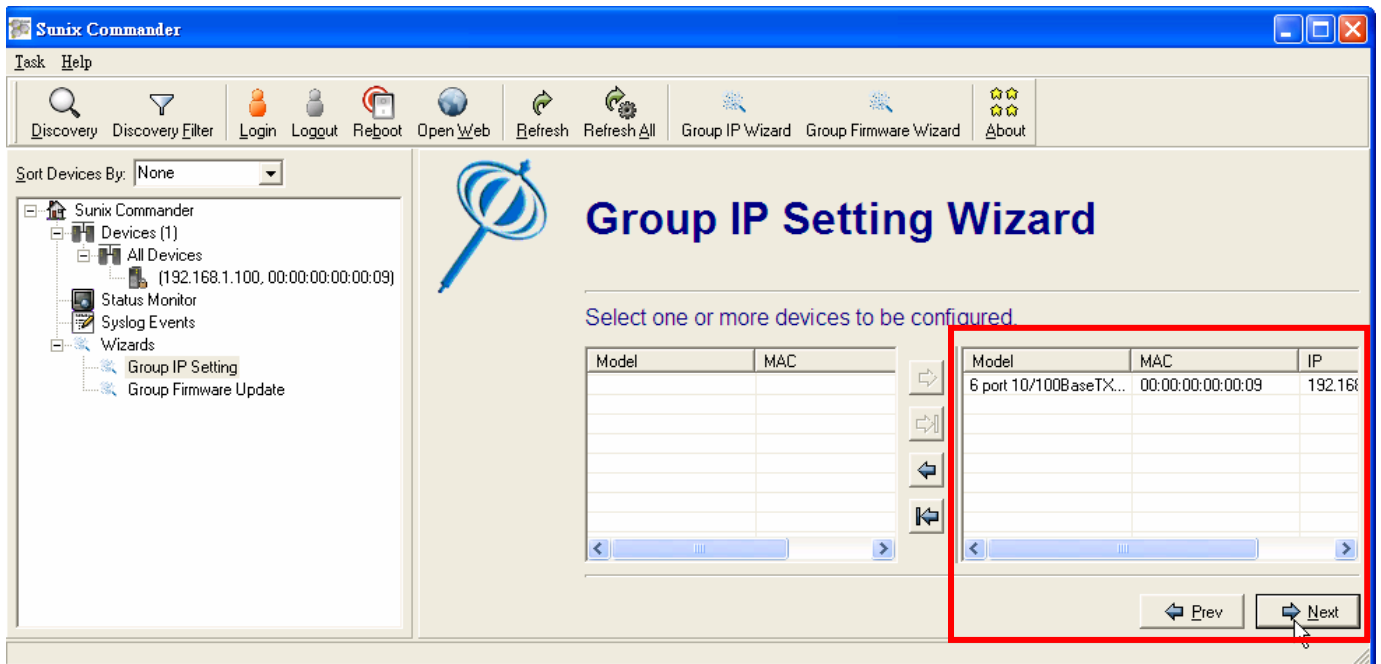 Sunix Commander
Task Help
Discovery Discovery Filter Login Logout Reboot Open Web Refresh Refresh All Group IP Wizard Group Firmware Wizard About
Sort Devices By: None
Sunix Commander
Devices (1)
All Devices
(192.168.1.100, 00:00:00:00:00:09)
Status Monitor
Syslog Events
Wizards
Group IP Setting
Group Firmware Update
Group IP Setting Wizard
Select one or more devices to be configured.
Model MAC
Model MAC IP
6 port 10/100BaseTX... 00:00:00:00:00:09 192.168
Prev Next